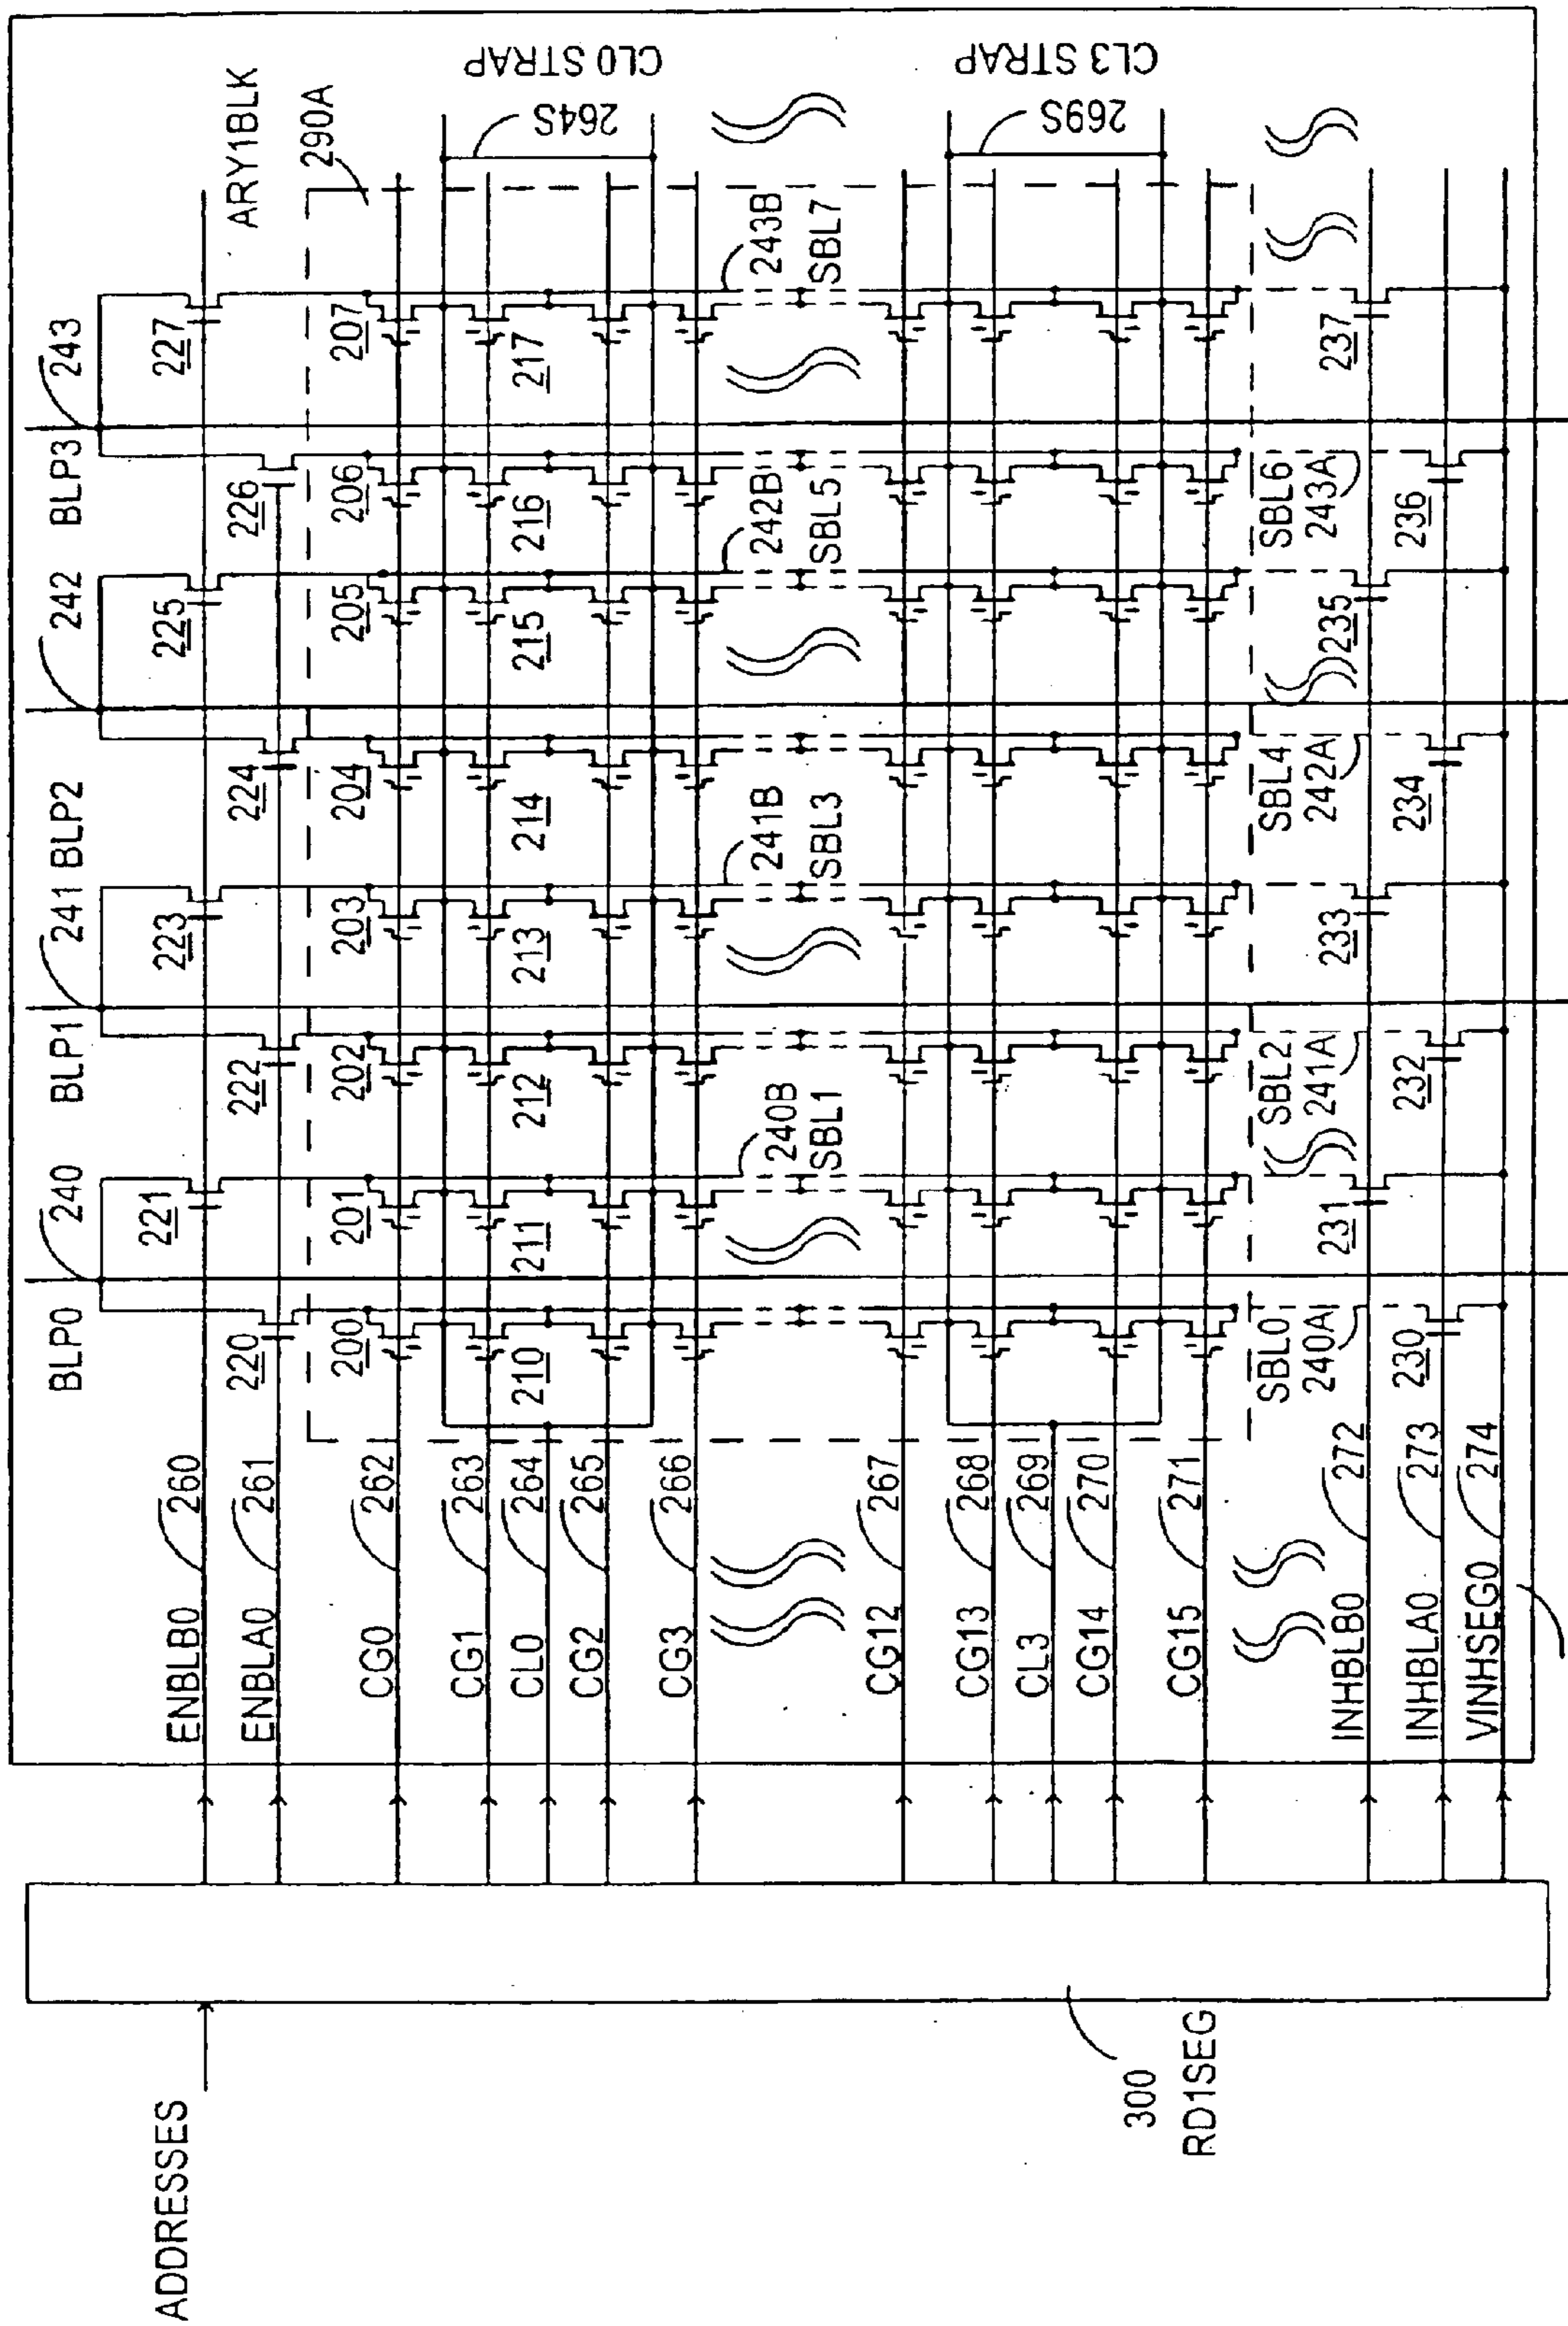 ADDRESSES
300
RD1SEG
BLP0
240
BLP1
241
BLP2
242
BLP3
243
ENBLB0
260
221
223
225
227
ARY1BLK
ENBLA0
261
220
222
224
226
290A
CG0
262
200
201
202
203
204
205
206
207
CL0 STRAP
264S
CG1
263
CL0
264
210
211
212
213
214
215
216
217
CG2
265
CG3
266
240B
SBL1
241B
SBL3
242B
SBL5
243B
SBL7
CG12
267
CG13
268
CL3 STRAP
269S
CL3
269
CG14
270
CG15
271
SBL0
240A
SBL2
241A
SBL4
242A
SBL6
243A
INHBLB0
272
231
233
235
237
INHBLA0
273
230
232
234
236
VINHSEG0
274